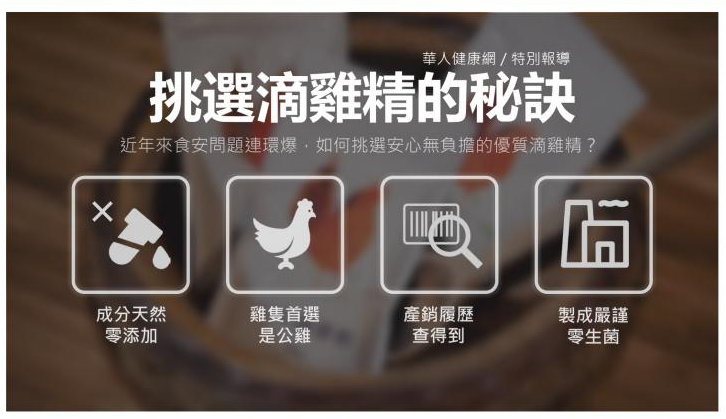 華人健康網 / 特別報導
挑選滴雞精的秘訣
近年來食安問題連環爆，如何挑選安心無負擔的優質滴雞精？
成分天然
零添加
雞隻首選
是公雞
產銷履歷
查得到
製成嚴謹
零生菌